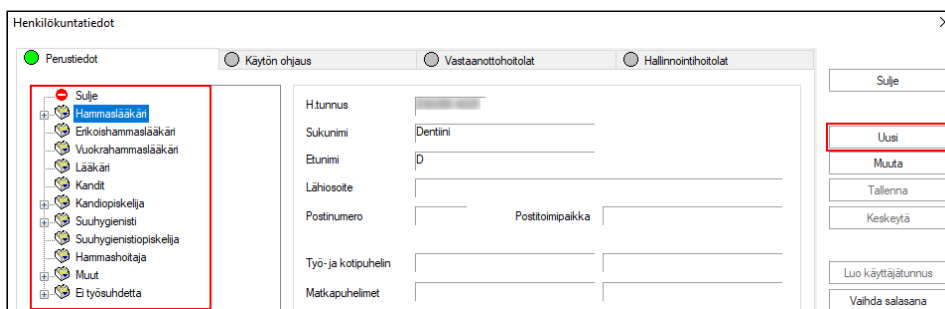 Henkilökuntatiedot
Perustiedot
Käytön ohjaus
Vastaanottohoitolat
Hallinnointihoitolat
Sulje
Hammaslääkäri
Erikoishammaslääkäri
Vuokrahammaslääkäri
Lääkäri
Kandit
Kandiopiskelija
Suuhygienisti
Suuhygienistiopiskelija
Hammashoitaja
Muut
Ei työsuhdetta
H.tunnus
Sukunimi Dentiini
Etunimi D
Lähiosoite
Postinumero Postitoimipaikka
Työ- ja kotipuhelin
Matkapuhelimet
Sulje
Uusi
Muuta
Tallenna
Keskeytä
Luo käyttäjätunnus
Vaihda salasana